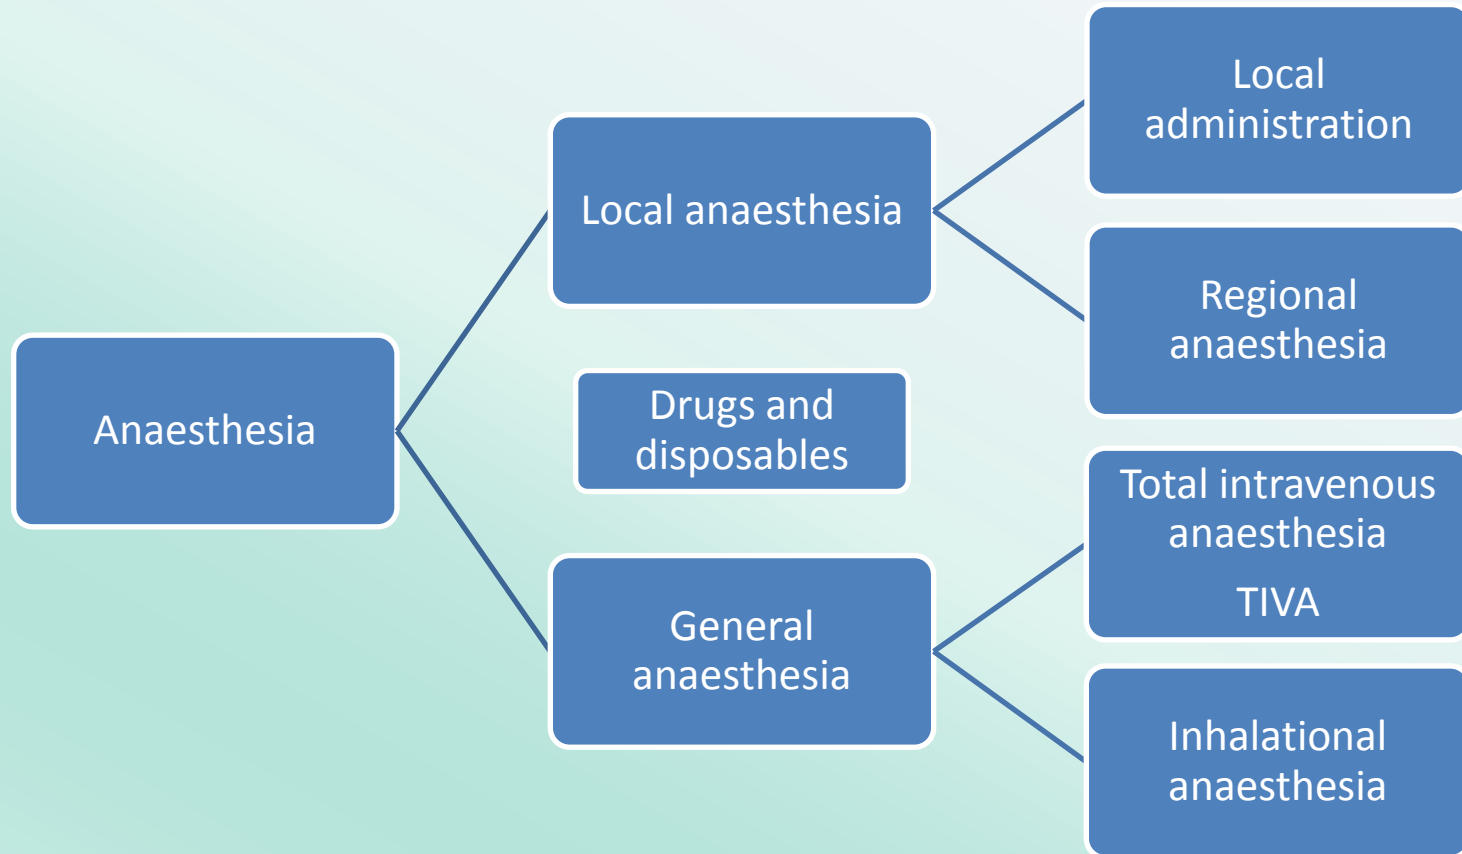 Anaesthesia
Local anaesthesia
Drugs and
disposables
General
anaesthesia
Local
administration
Regional
anaesthesia
Total intravenous
anaesthesia
TIVA
Inhalational
anaesthesia